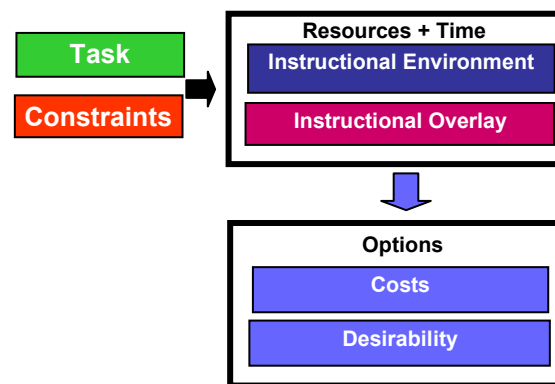 Task
Constraints
Resources + Time
Instructional Environment
Instructional Overlay
Options
Costs
Desirability